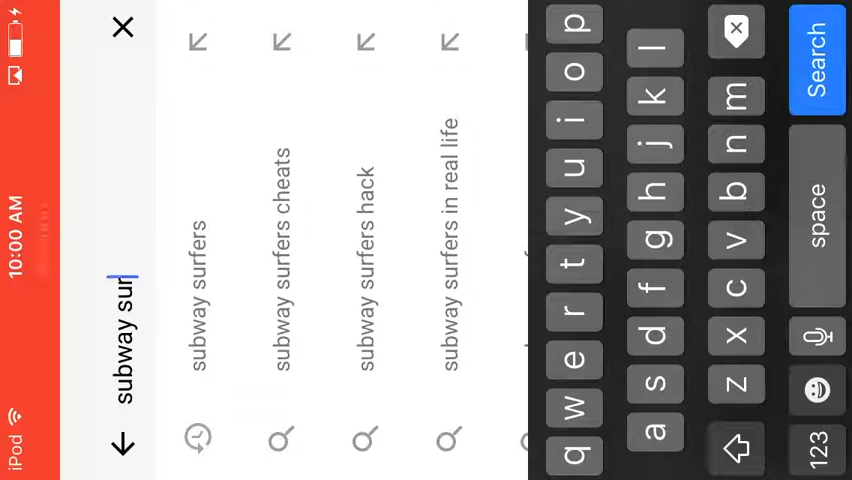 iPod 10:00 AM
subway sur
subway surfers
subway surfers cheats
subway surfers hack
subway surfers in real life
q w e r t y u i o p
a s d f g h j k l
z x c v b n m
123 space Search